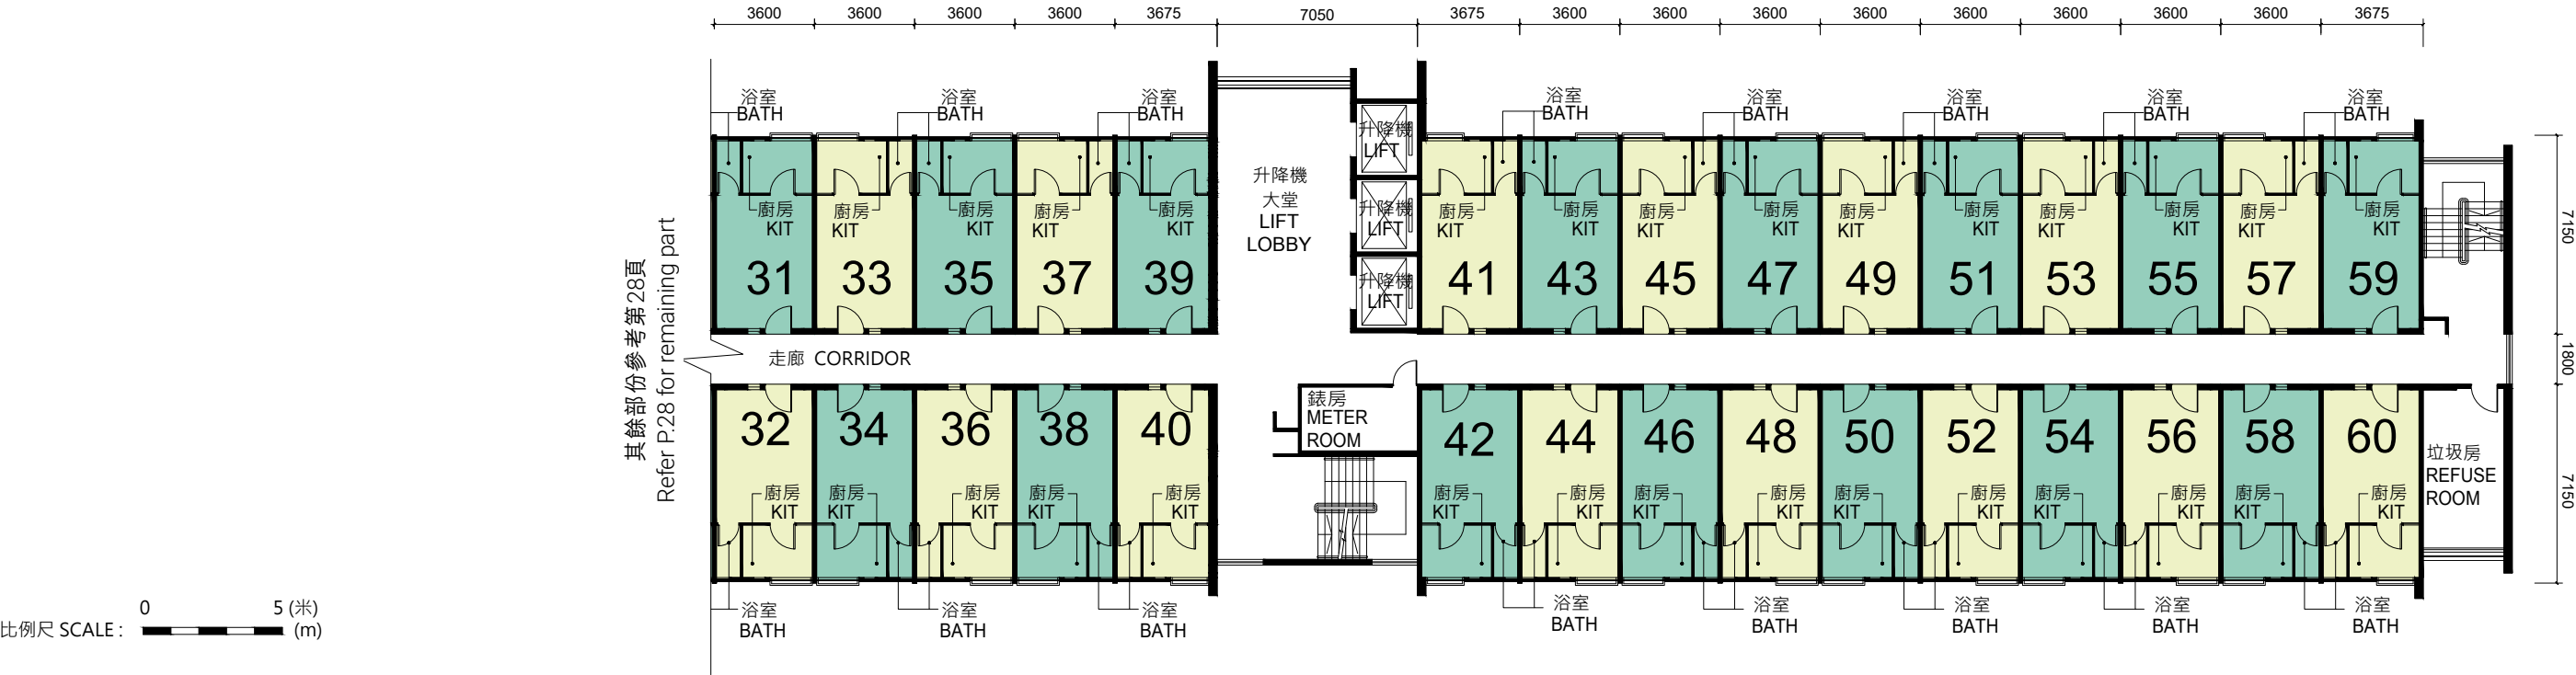 3600 3600 3600 3600 3675 7050 3675 3600 3600 3600 3600 3600 3600 3600 3600 3675
浴室 浴室 浴室 浴室 浴室 浴室 浴室 浴室
BATH BATH BATH BATH BATH BATH BATH BATH
升降機
LIFT
升降機
LIFT
升降機
LIFT
升降機
大堂
LIFT
LOBBY
廚房 廚房 廚房 廚房 廚房 廚房 廚房 廚房 廚房 廚房 廚房 廚房 廚房 廚房 廚房
KIT KIT KIT KIT KIT KIT KIT KIT KIT KIT KIT KIT KIT KIT KIT
31 33 35 37 39 41 43 45 47 49 51 53 55 57 59
7150
1800
7150
其餘部份參考第28頁
Refer P.28 for remaining part
走廊 CORRIDOR
錶房
METER
ROOM
32 34 36 38 40 42 44 46 48 50 52 54 56 58 60
垃圾房
REFUSE
ROOM
廚房 廚房 廚房 廚房 廚房 廚房 廚房 廚房 廚房 廚房 廚房 廚房 廚房 廚房 廚房
KIT KIT KIT KIT KIT KIT KIT KIT KIT KIT KIT KIT KIT KIT KIT
浴室 浴室 浴室 浴室 浴室 浴室 浴室 浴室
BATH BATH BATH BATH BATH BATH BATH BATH
0 5 (米)
比例尺 SCALE : (m)